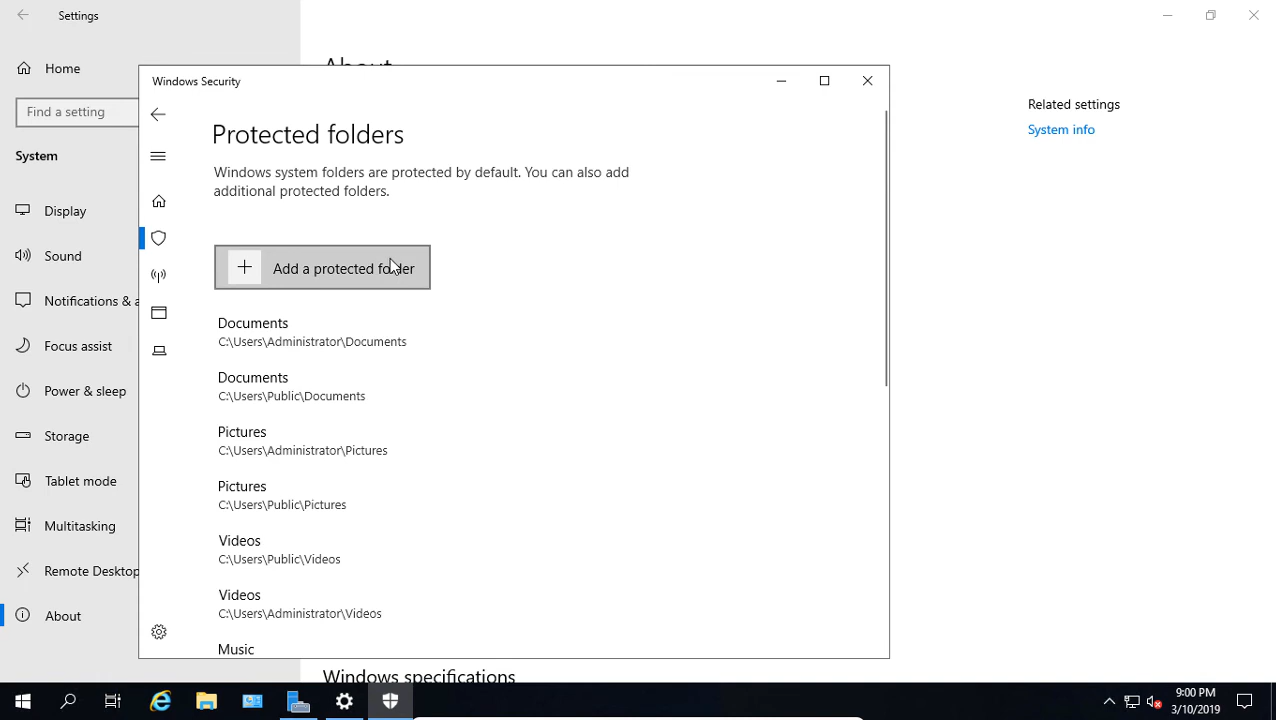 Settings
Home
Find a setting
System
Display
Sound
Notifications & a
Focus assist
Power & sleep
Storage
Tablet mode
Multitasking
Remote Desktop
About
About
Related settings
System info
Windows Security
Protected folders
Windows system folders are protected by default. You can also add
additional protected folders.
Add a protected folder
Documents
C:\Users\Administrator\Documents
Documents
C:\Users\Public\Documents
Pictures
C:\Users\Administrator\Pictures
Pictures
C:\Users\Public\Pictures
Videos
C:\Users\Public\Videos
Videos
C:\Users\Administrator\Videos
Music
Windows specifications
9:00 PM
3/10/2019